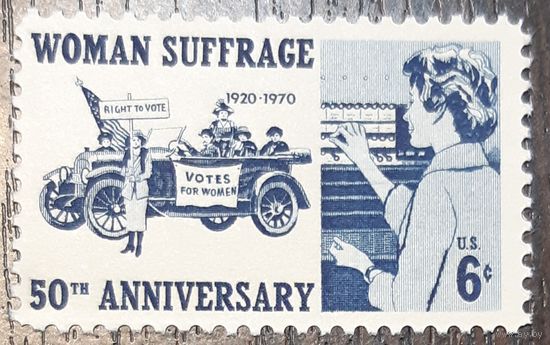 WOMAN SUFFRAGE
1920-1970
RIGHT TO VOTE
VOTES
FOR WOMEN
U.S.
6¢
50TH ANNIVERSARY